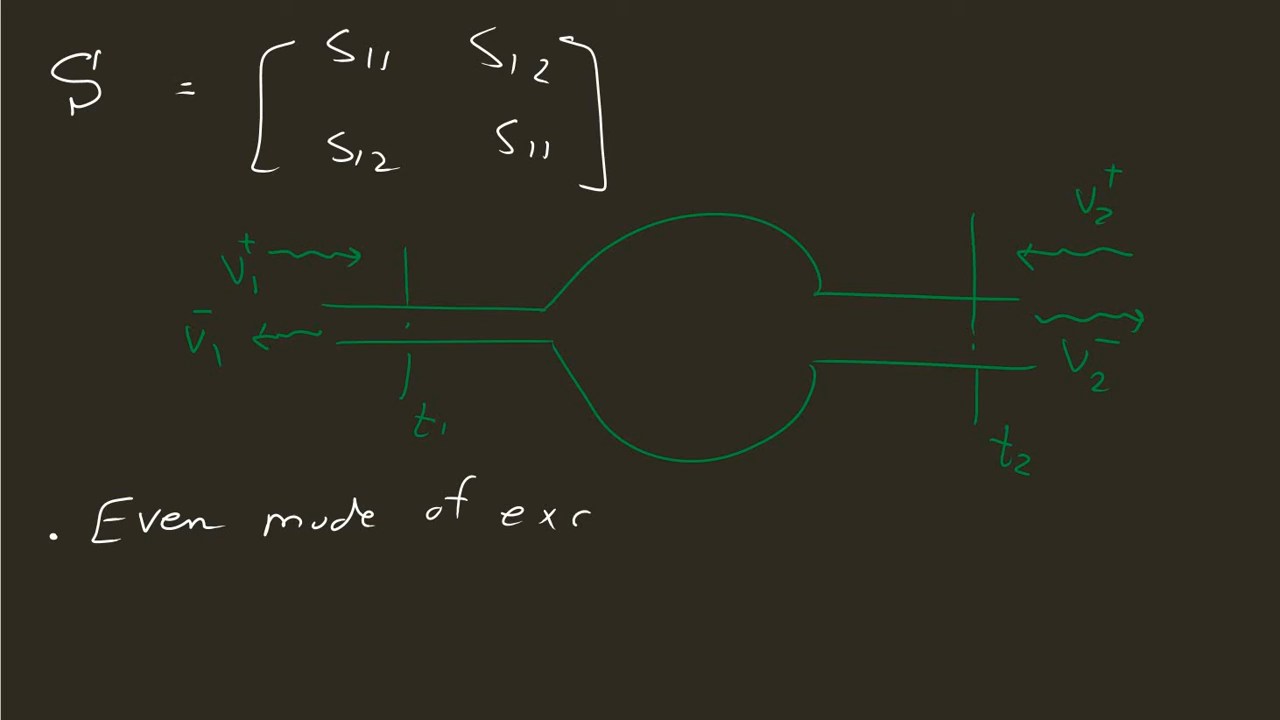 S = [ S11 S12
S12 S11 ]
V1+
V1-
t1
V2+
V2-
t2
. Even mode of exc